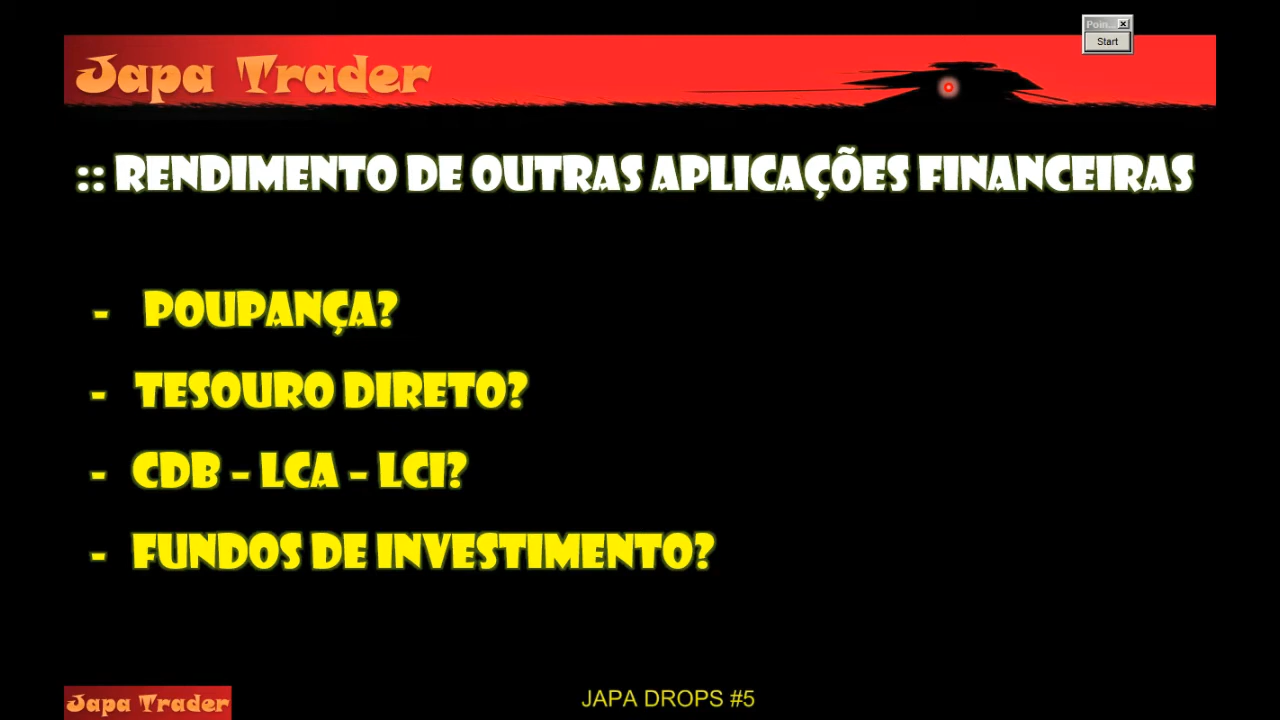 Poin...
Start
Japa Trader
:: RENDIMENTO DE OUTRAS APLICAÇÕES FINANCEIRAS
- POUPANÇA?
- TESOURO DIRETO?
- CDB - LCA - LCI?
- FUNDOS DE INVESTIMENTO?
Japa Trader
JAPA DROPS #5